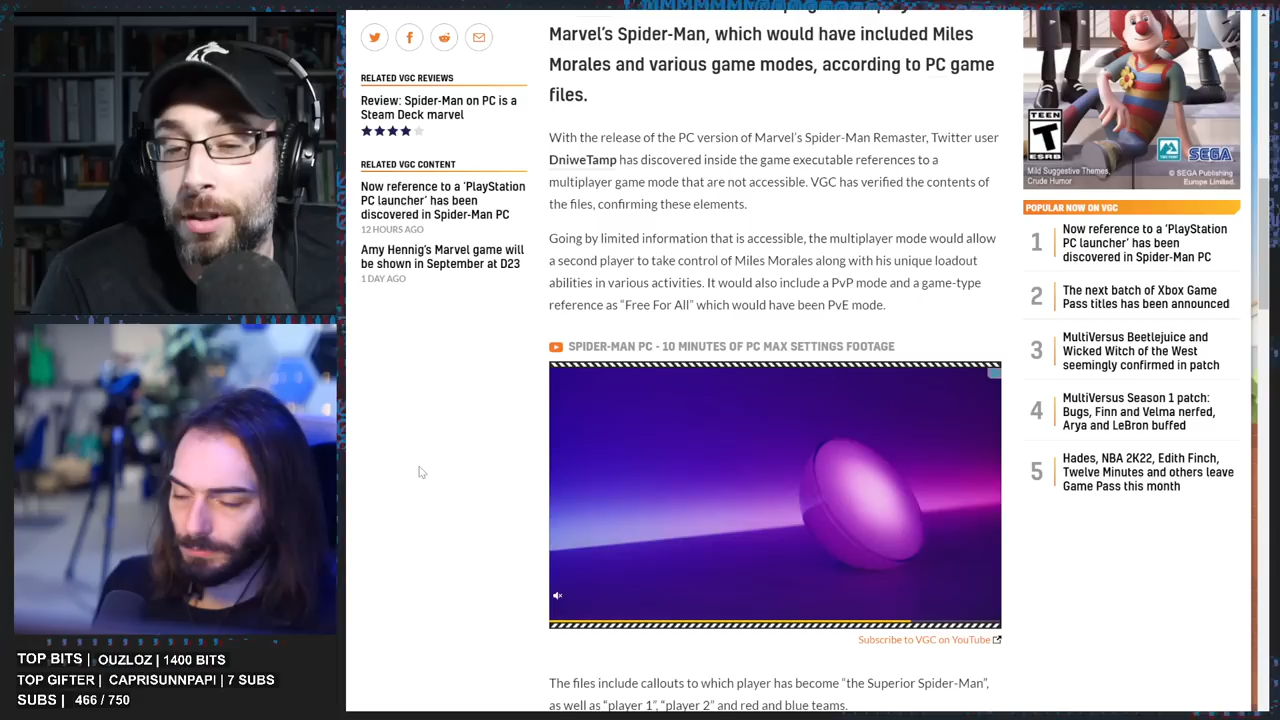 Marvel's Spider-Man, which would have included Miles
Morales and various game modes, according to PC game
files.
RELATED VGC REVIEWS
Review: Spider-Man on PC is a
Steam Deck marvel
RELATED VGC CONTENT
Now reference to a 'PlayStation
PC launcher' has been
discovered in Spider-Man PC
12 HOURS AGO
Amy Hennig's Marvel game will
be shown in September at D23
1 DAY AGO
With the release of the PC version of Marvel's Spider-Man Remaster, Twitter user
DniweTamp has discovered inside the game executable references to a
multiplayer game mode that are not accessible. VGC has verified the contents of
the files, confirming these elements.
Going by limited information that is accessible, the multiplayer mode would allow
a second player to take control of Miles Morales along with his unique loadout
abilities in various activities. It would also include a PvP mode and a game-type
reference as "Free For All" which would have been PvE mode.
SPIDER-MAN PC - 10 MINUTES OF PC MAX SETTINGS FOOTAGE
Subscribe to VGC on YouTube
The files include callouts to which player has become "the Superior Spider-Man",
as well as "player 1", "player 2" and red and blue teams.
TEEN
T
ESRB
SEGA
Mild Suggestive Themes,
Crude Humor
© SEGA Publishing
Europe Limited.
POPULAR NOW ON VGC
1
Now reference to a 'PlayStation
PC launcher' has been
discovered in Spider-Man PC
2
The next batch of Xbox Game
Pass titles has been announced
3
MultiVersus Beetlejuice and
Wicked Witch of the West
seemingly confirmed in patch
4
MultiVersus Season 1 patch:
Bugs, Finn and Velma nerfed,
Arya and LeBron buffed
5
Hades, NBA 2K22, Edith Finch,
Twelve Minutes and others leave
Game Pass this month
TOP BITS | OUZLOZ | 1400 BITS
TOP GIFTER | CAPRISUNNPAPI | 7 SUBS
SUBS | 466 / 750